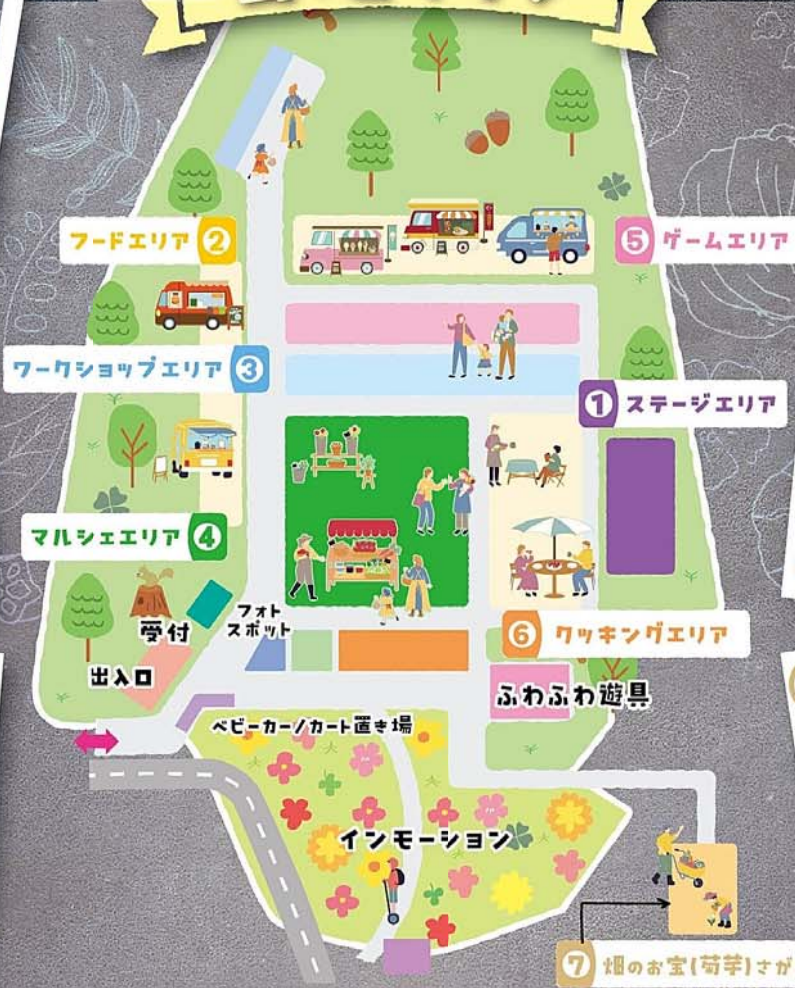 フードエリア ②
⑤ ゲームエリア
ワークショップエリア ③
① ステージエリア
マルシェエリア ④
受付
フォト
スポット
出入口
⑥ クッキングエリア
ふわふわ遊具
ベビーカー/カート置き場
インモーション
⑦ 畑のお宝(菊芋)さが